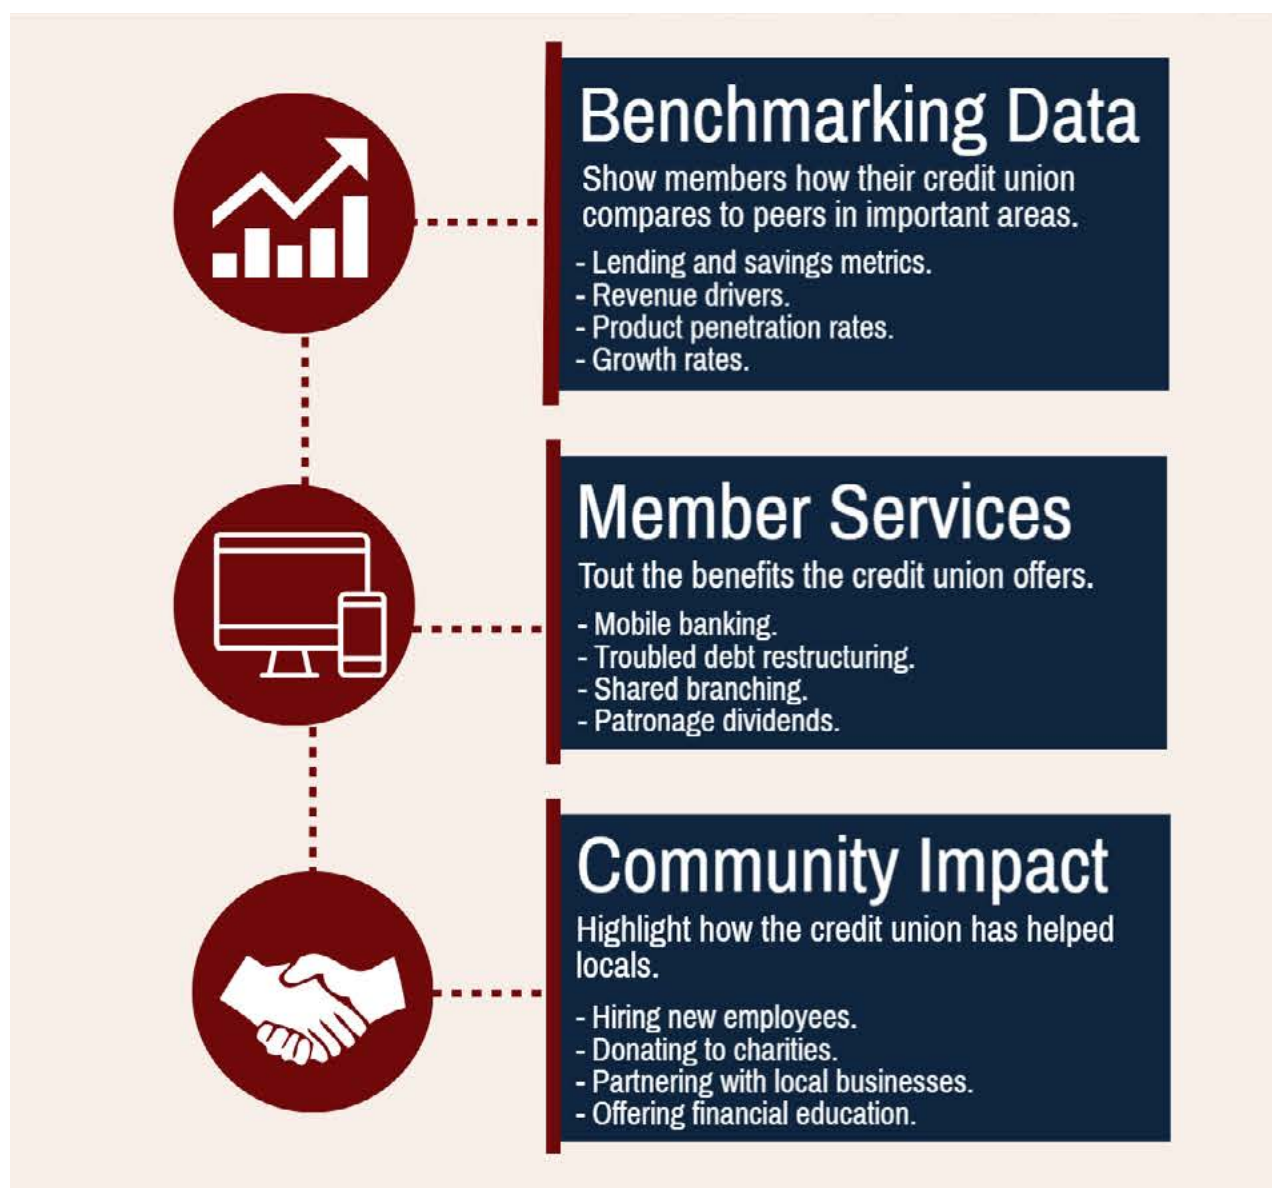 Benchmarking Data
Show members how their credit union
compares to peers in important areas.
- Lending and savings metrics.
- Revenue drivers.
- Product penetration rates.
- Growth rates.
Member Services
Tout the benefits the credit union offers.
- Mobile banking.
- Troubled debt restructuring.
- Shared branching.
- Patronage dividends.
Community Impact
Highlight how the credit union has helped
locals.
- Hiring new employees.
- Donating to charities.
- Partnering with local businesses.
- Offering financial education.